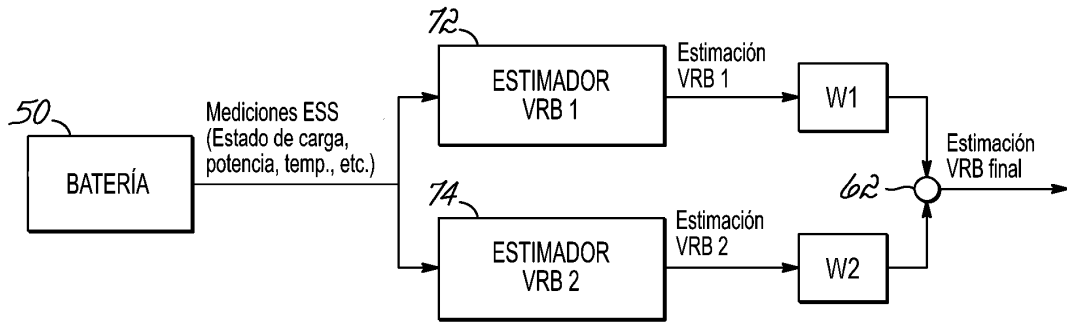 50
BATERÍA
Mediciones ESS
(Estado de carga,
potencia, temp., etc.)
72
ESTIMADOR
VRB 1
Estimación
VRB 1
W1
74
ESTIMADOR
VRB 2
Estimación
VRB 2
W2
62
Estimación
VRB final